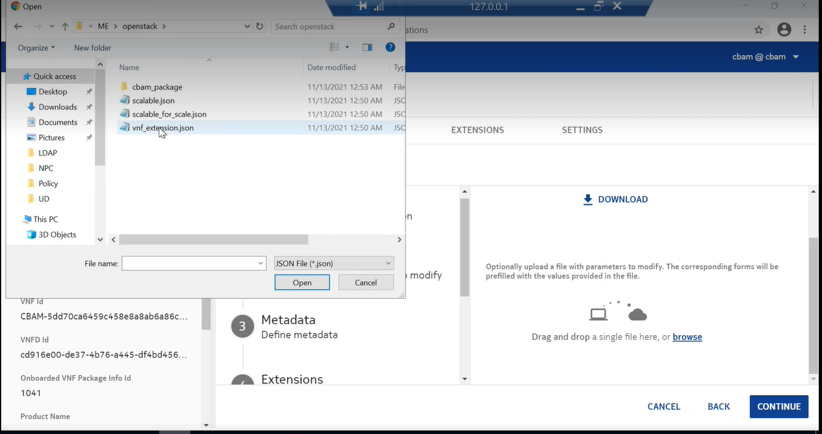 Open
127.0.0.1
ME > openstack >
Search openstack
ations
Organize
New folder
cbam @ cbam
Name
Date modified
Typ
Quick access
Desktop
Downloads
Documents
Pictures
LDAP
NPC
Policy
UD
This PC
3D Objects
cbam_package
11/13/2021 12:53 AM
File
scalable.json
11/13/2021 12:50 AM
JSC
scalable_for_scale.json
11/13/2021 12:50 AM
JSC
vnf_extension.json
11/13/2021 12:50 AM
JSC
File name:
JSON File (*.json)
Open
Cancel
EXTENSIONS
SETTINGS
on
modify
DOWNLOAD
Optionally upload a file with parameters to modify. The corresponding forms will be
prefilled with the values provided in the file.
Drag and drop a single file here, or browse
VNF Id
CBAM-5dd70ca6459c458e8a8ab6a86c...
VNFD Id
cd916e00-de37-4b76-a445-df4bd456...
Onboarded VNF Package Info Id
1041
Product Name
3
Metadata
Define metadata
Extensions
CANCEL
BACK
CONTINUE